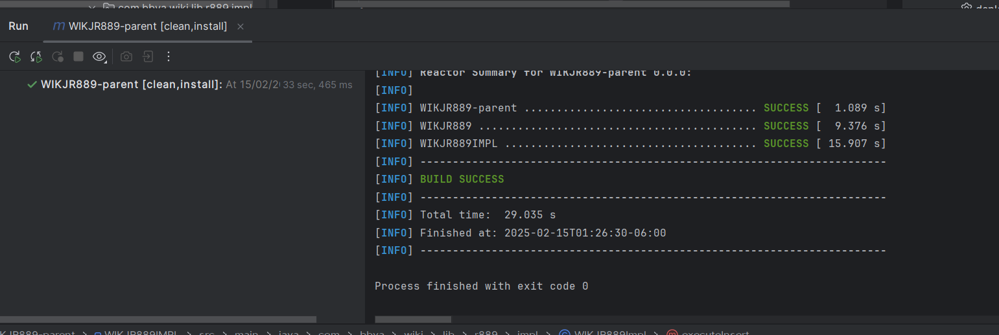 com.bbva.wiki.lib.r889.impl
Run
WIKJR889-parent [clean,install]
WIKJR889-parent [clean,install]: At 15/02/2 33 sec, 465 ms
[INFO] Reactor Summary for WIKJR889-parent 0.0.0:
[INFO]
[INFO] WIKJR889-parent .................................... SUCCESS [  1.089 s]
[INFO] WIKJR889 ........................................... SUCCESS [  9.376 s]
[INFO] WIKJR889IMPL ....................................... SUCCESS [ 15.907 s]
[INFO] ------------------------------------------------------------------------
[INFO] BUILD SUCCESS
[INFO] ------------------------------------------------------------------------
[INFO] Total time:  29.035 s
[INFO] Finished at: 2025-02-15T01:26:30-06:00
[INFO] ------------------------------------------------------------------------
Process finished with exit code 0
KJR889-parent > WIKJR889IMPL > src > main > java > com > bbva > wiki > lib > r889 > impl > WIKJR889Impl > executeInsert